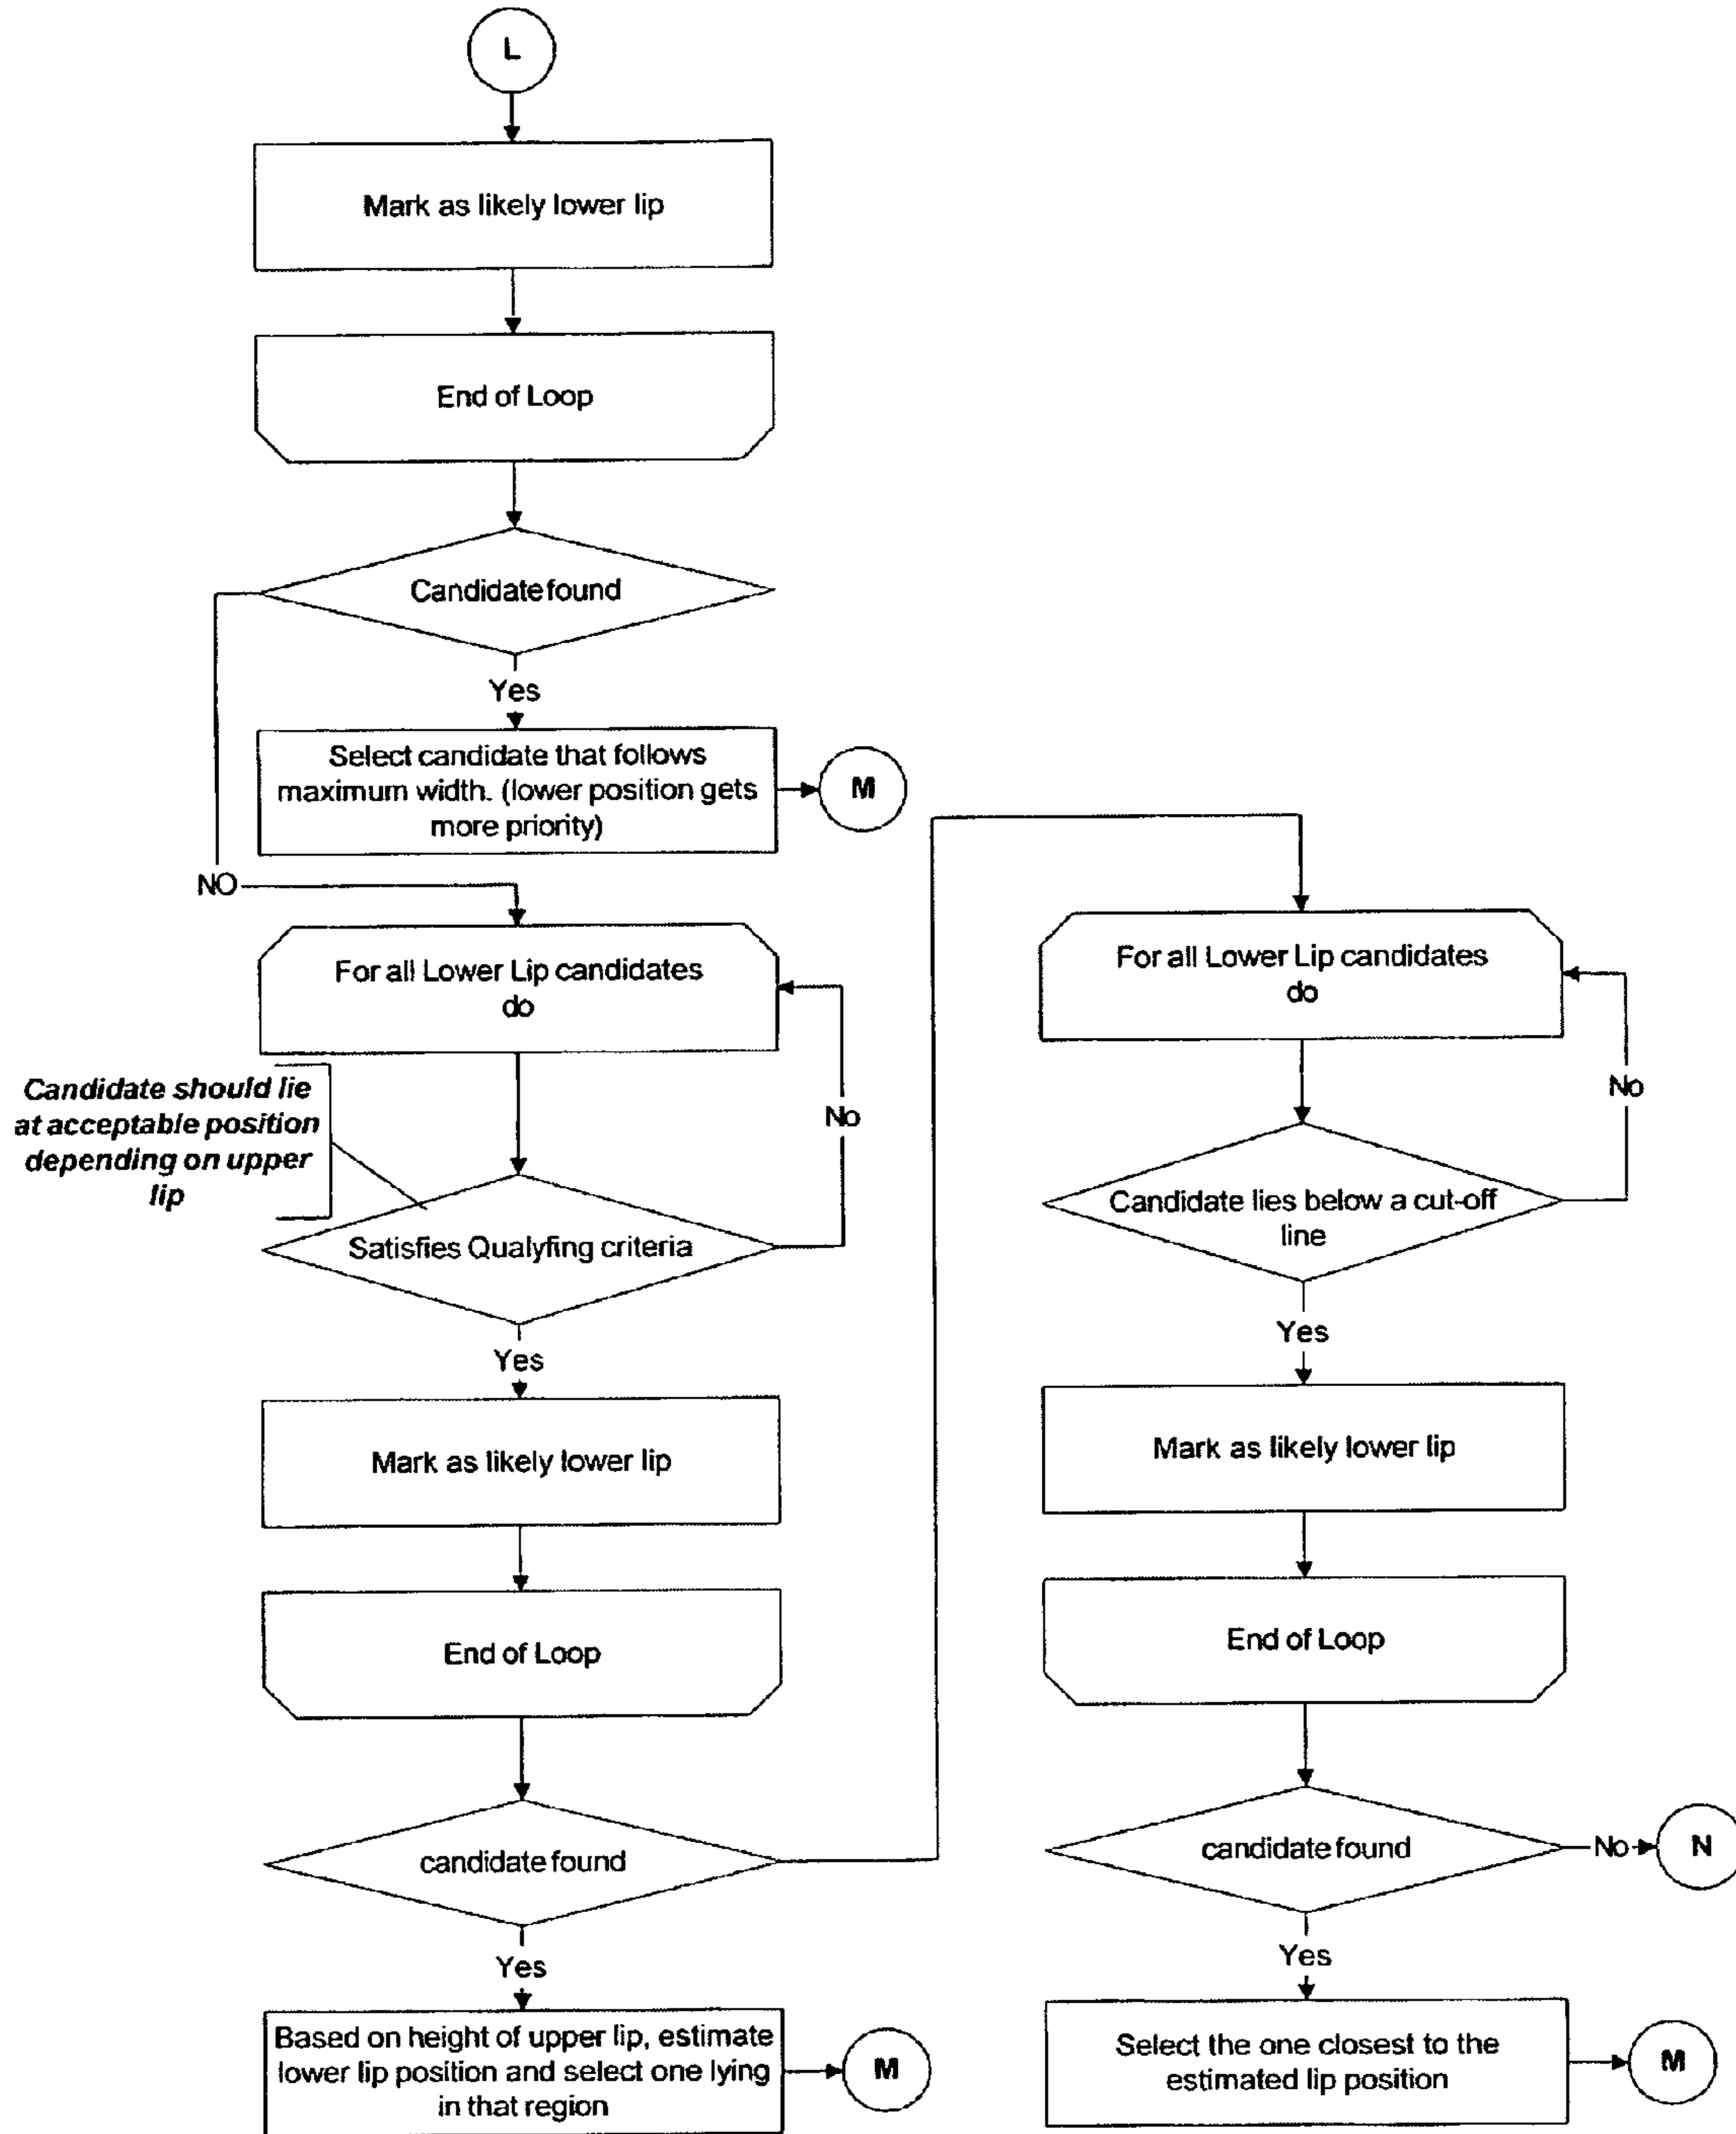 L
Mark as likely lower lip
End of Loop
Candidate found
Yes
Select candidate that follows
maximum width. (lower position gets
more priority)
M
NO
For all Lower Lip candidates
do
Candidate should lie
at acceptable position
depending on upper
lip
No
Satisfies Qualyfing criteria
Yes
Mark as likely lower lip
End of Loop
candidate found
Yes
Based on height of upper lip, estimate
lower lip position and select one lying
in that region
M
For all Lower Lip candidates
do
No
Candidate lies below a cut-off
line
Yes
Mark as likely lower lip
End of Loop
candidate found
No
N
Yes
Select the one closest to the
estimated lip position
M